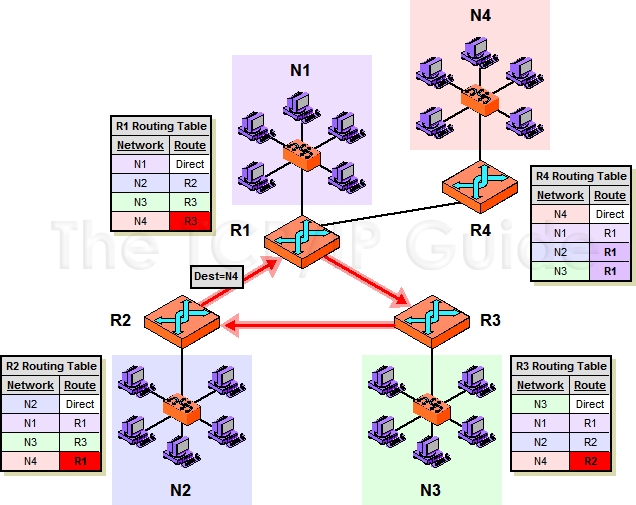 N4
N1
R1 Routing Table
Network Route
N1 Direct
N2 R2
N3 R3
N4 R3
R4 Routing Table
Network Route
N4 Direct
N1 R1
N2 R1
N3 R1
R1
R4
The TCP/IP Guide
Dest=N4
R2
R3
R2 Routing Table
Network Route
N2 Direct
N1 R1
N3 R3
N4 R1
R3 Routing Table
Network Route
N3 Direct
N1 R1
N2 R2
N4 R2
N2
N3